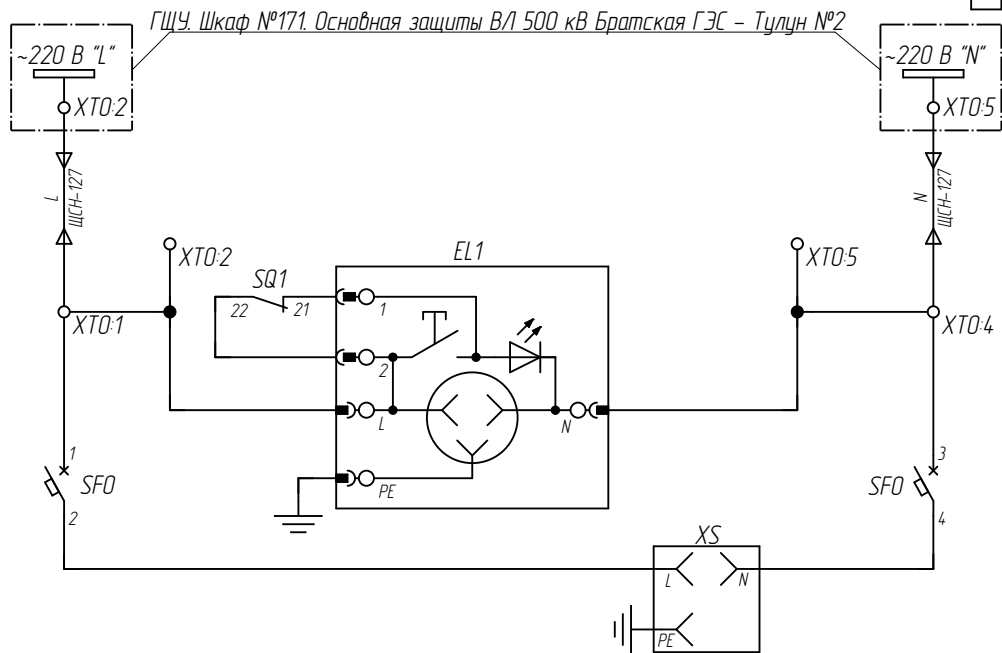 ГЩУ. Шкаф №171. Основная защиты ВЛ 500 кВ Братская ГЭС – Тулун №2
~220 В "L"
~220 В "N"
XT0:2
XT0:5
L
ЩСН-127
N
ЩСН-127
XT0:2
SQ1
EL1
XT0:5
22
21
1
XT0:1
XT0:4
2
L
N
PE
1
SF0
2
3
SF0
4
XS
L
N
PE